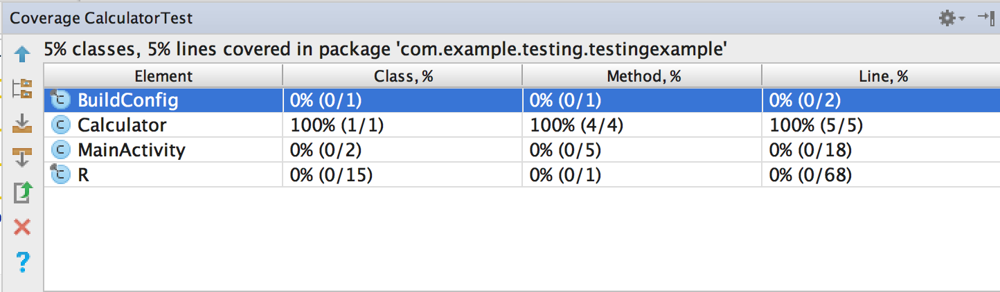 Coverage CalculatorTest
5% classes, 5% lines covered in package 'com.example.testing.testingexample'
Element Class, % Method, % Line, %
BuildConfig 0% (0/1) 0% (0/1) 0% (0/2)
Calculator 100% (1/1) 100% (4/4) 100% (5/5)
MainActivity 0% (0/2) 0% (0/5) 0% (0/18)
R 0% (0/15) 0% (0/1) 0% (0/68)